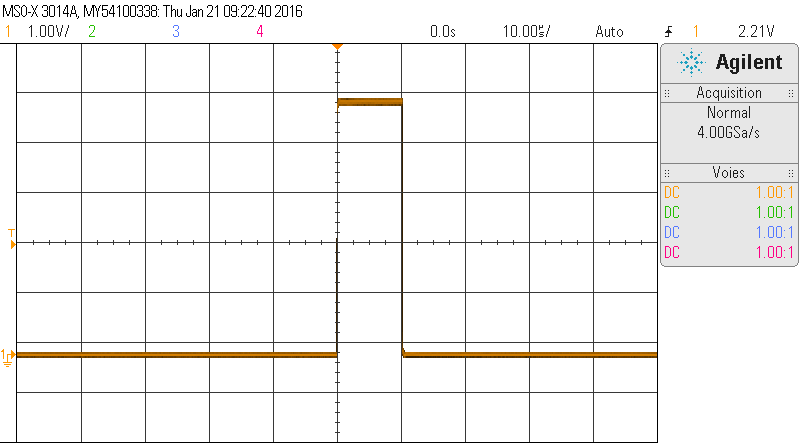 MSO-X 3014A, MY54100338: Thu Jan 21 09:22:40 2016
1 1.00V/ 2 3 4 0.0s 10.00㎲/ Auto 1 2.21V
Agilent
Acquisition
Normal
4.00GSa/s
Voies
DC 1.00:1
DC 1.00:1
DC 1.00:1
DC 1.00:1
T
1